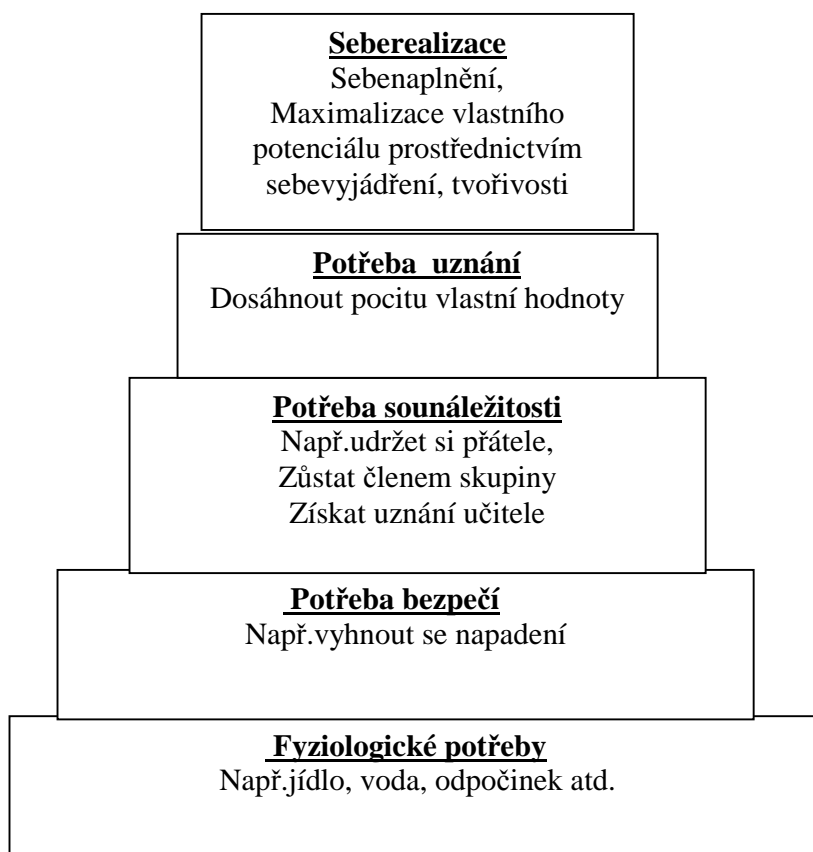 Seberealizace
Sebenaplnění,
Maximalizace vlastního
potenciálu prostřednictvím
sebevyjádření, tvořivosti
Potřeba uznání
Dosáhnout pocitu vlastní hodnoty
Potřeba sounáležitosti
Např.udržet si přátele,
Zůstat členem skupiny
Získat uznání učitele
Potřeba bezpečí
Např.vyhnout se napadení
Fyziologické potřeby
Např.jídlo, voda, odpočinek atd.